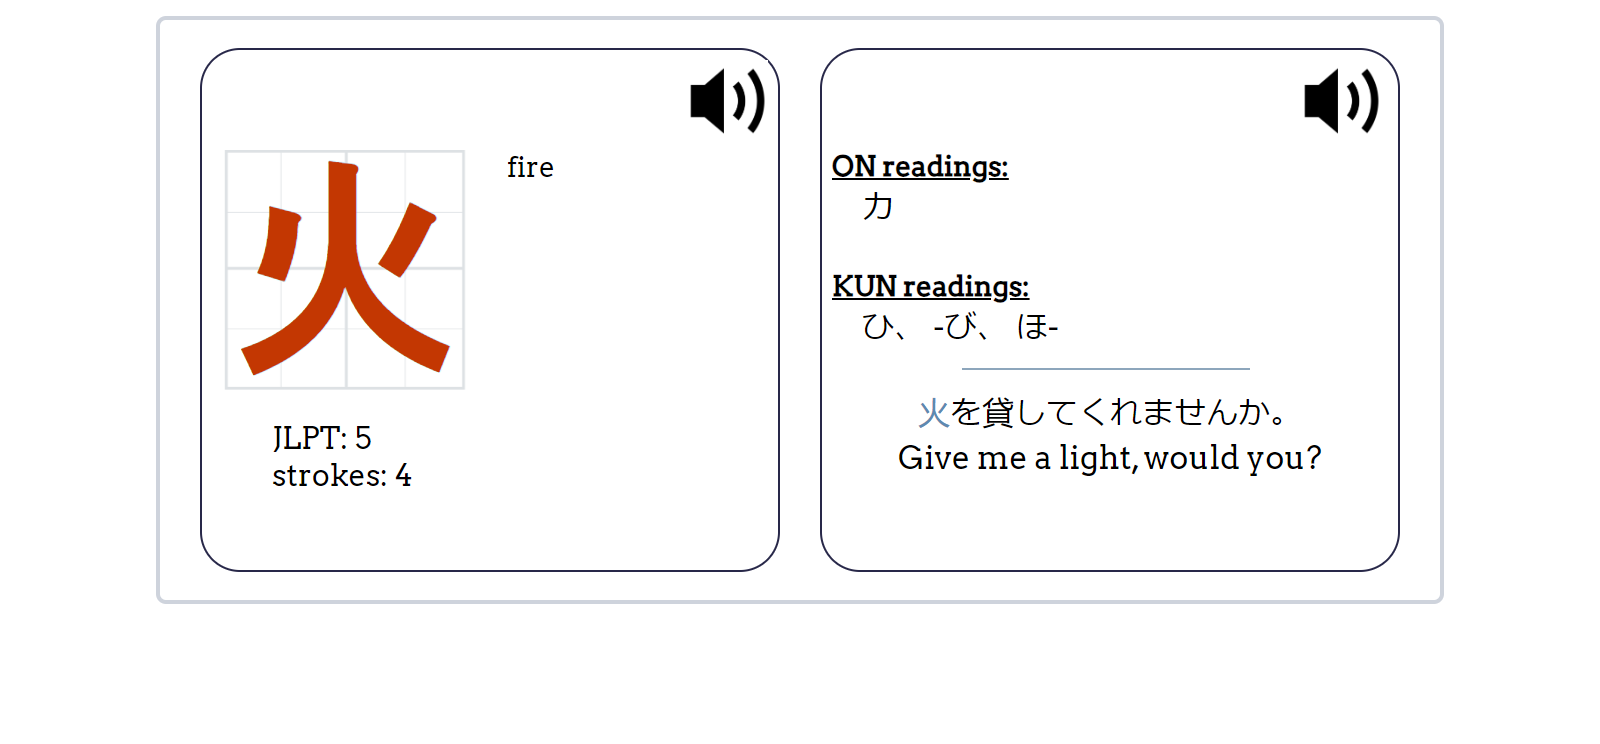 火
fire
JLPT: 5
strokes: 4
ON readings:
カ
KUN readings:
ひ、 -び、 ほ-
火を貸してくれませんか。
Give me a light, would you?